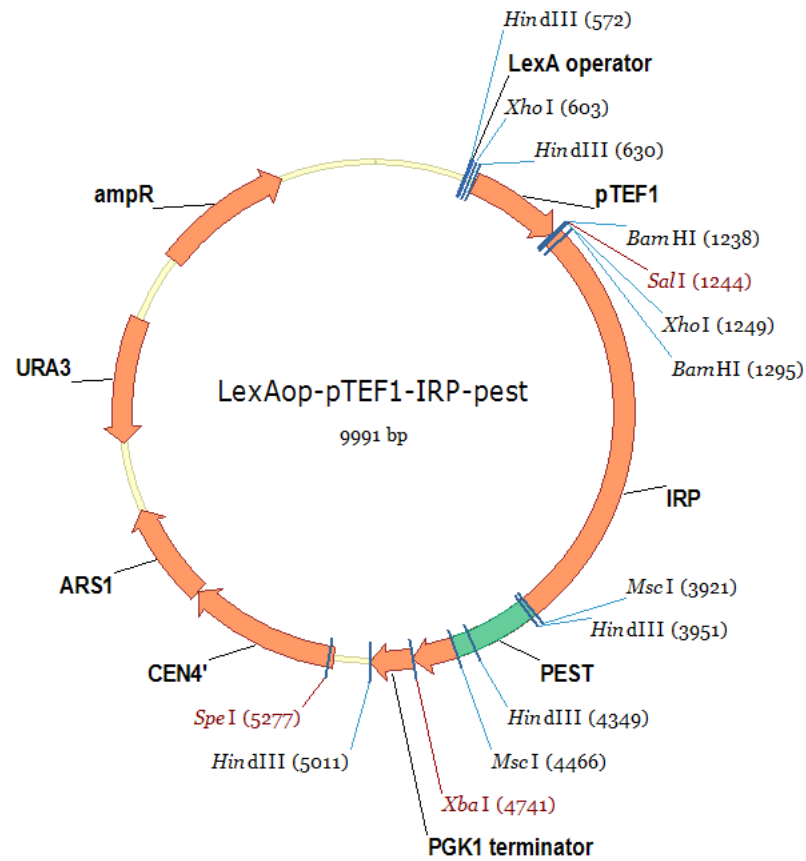 HindIII (572)
LexA operator
XhoI (603)
HindIII (630)
ampR
pTEF1
BamHI (1238)
SalI (1244)
XhoI (1249)
URA3
BamHI (1295)
LexAop-pTEF1-IRP-pest
9991 bp
IRP
ARS1
MscI (3921)
HindIII (3951)
CEN4'
PEST
SpeI (5277)
HindIII (4349)
HindIII (5011)
MscI (4466)
XbaI (4741)
PGK1 terminator